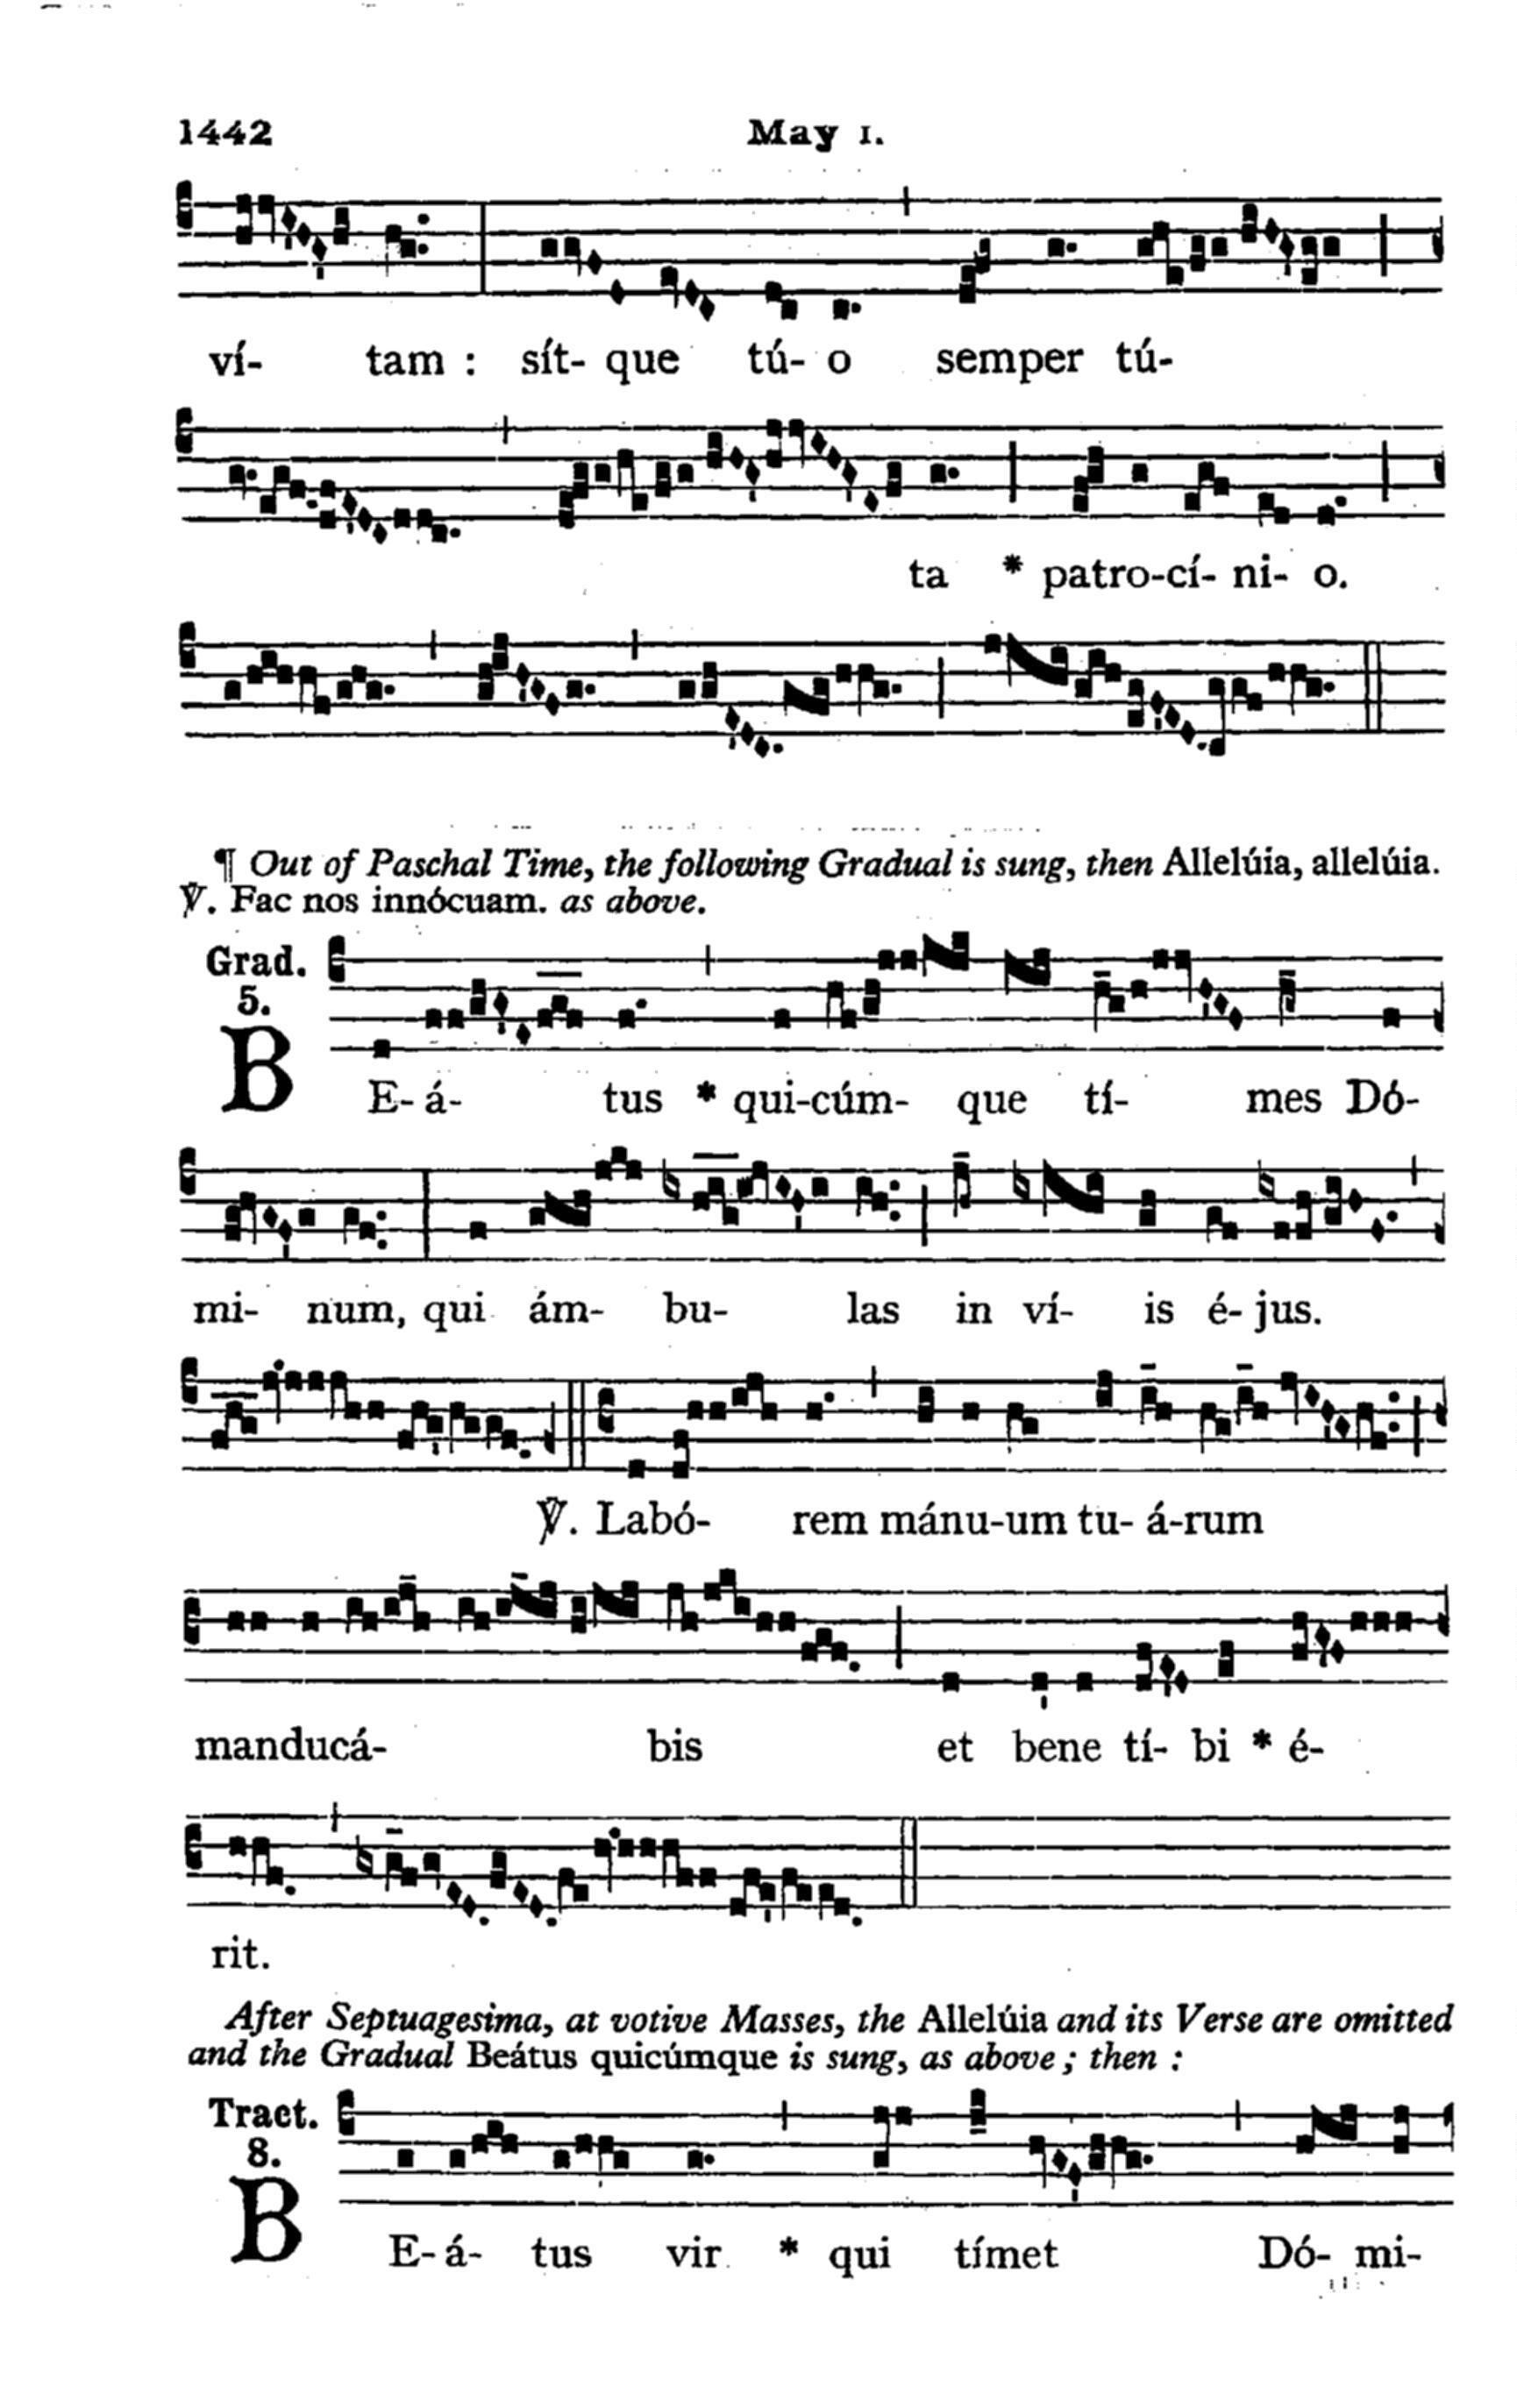 1442 May 1.
ví- tam : sít- que tú- o semper tú-
ta * patro-cí- ni- o.
¶ Out of Paschal Time, the following Gradual is sung, then Allelúia, allelúia.
℣. Fac nos innócuam. as above.
Grad.
5.
BE- á- tus * qui-cúm- que tí- mes Dó-
mi- num, qui ám- bu- las in ví- is é- jus.
℣. Labó- rem mánu-um tu- á-rum
manducá- bis et bene tí- bi * é-
rit.
After Septuagesima, at votive Masses, the Allelúia and its Verse are omitted
and the Gradual Beátus quicúmque is sung, as above ; then :
Tract.
8.
BE- á- tus vir * qui tímet Dó- mi-